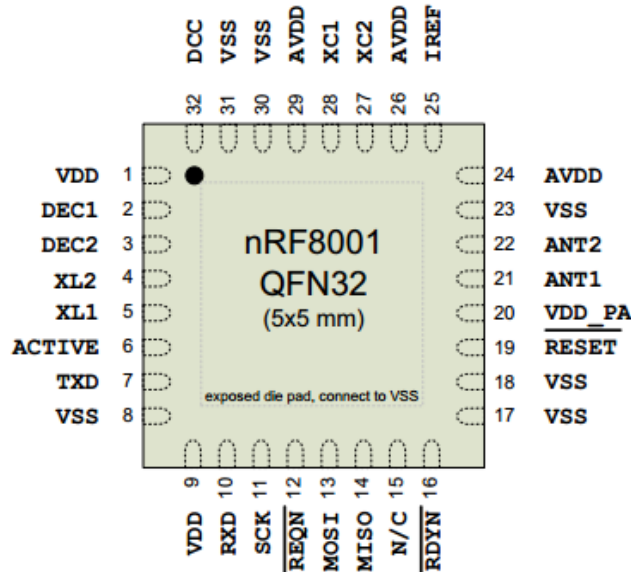 DCC VSS VSS AVDD XC1 XC2 AVDD IREF
32 31 30 29 28 27 26 25
VDD 1
DEC1 2
DEC2 3
XL2 4
XL1 5
ACTIVE 6
TXD 7
VSS 8
nRF8001
QFN32
(5x5 mm)
exposed die pad, connect to VSS
24 AVDD
23 VSS
22 ANT2
21 ANT1
20 VDD_PA
19 RESET
18 VSS
17 VSS
9 10 11 12 13 14 15 16
VDD RXD SCK REQN MOSI MISO N/C RDYN